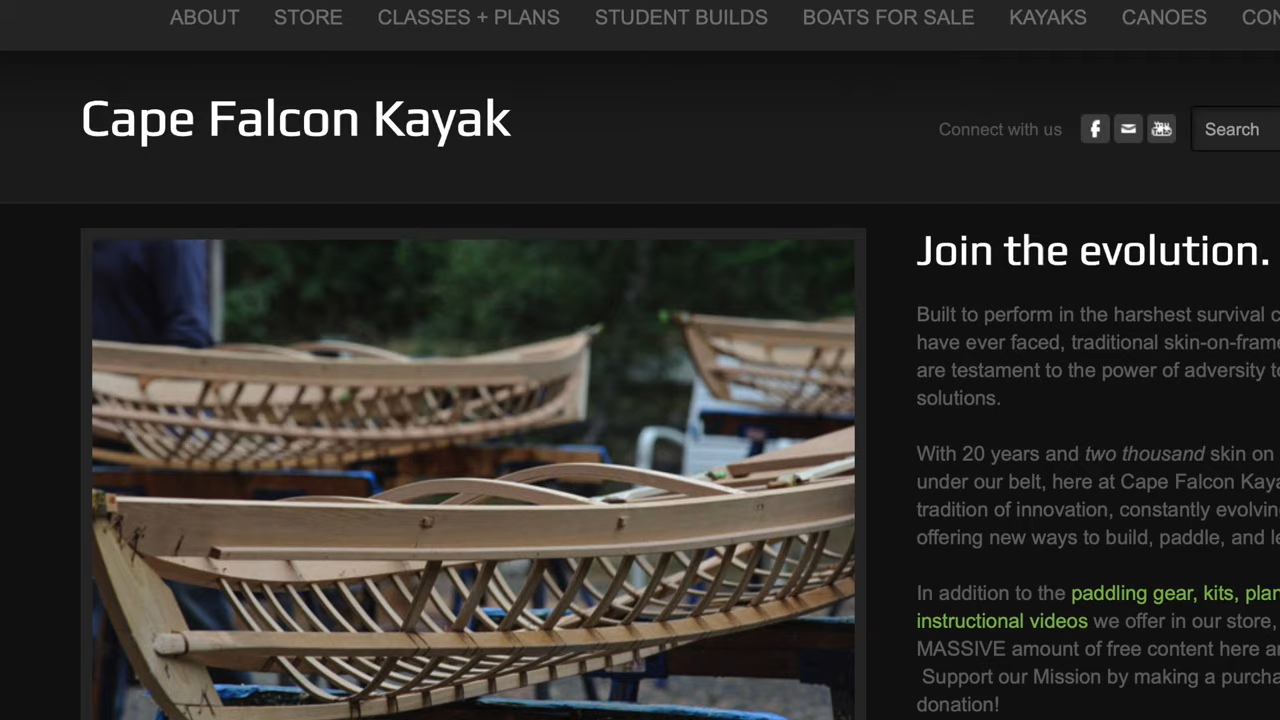 ABOUT STORE CLASSES + PLANS STUDENT BUILDS BOATS FOR SALE KAYAKS CANOES
Cape Falcon Kayak
Connect with us
Search
Join the evolution.
Built to perform in the harshest survival
have ever faced, traditional skin-on-frame
are testament to the power of adversity
solutions.
With 20 years and two thousand skin on
under our belt, here at Cape Falcon
tradition of innovation, constantly
offering new ways to build, paddle, and
In addition to the paddling gear, kits,
instructional videos we offer in our store,
MASSIVE amount of free content here
Support our Mission by making a
donation!